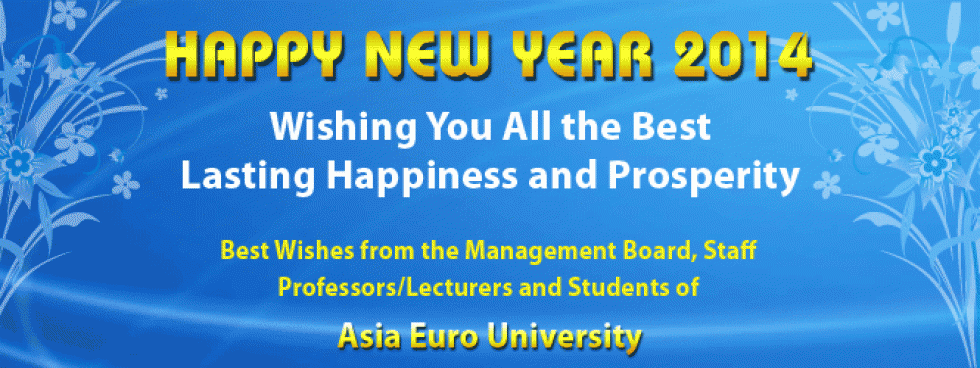 HAPPY NEW YEAR 2014
Wishing You All the Best
Lasting Happiness and Prosperity
Best Wishes from the Management Board, Staff
Professors/Lecturers and Students of
Asia Euro University